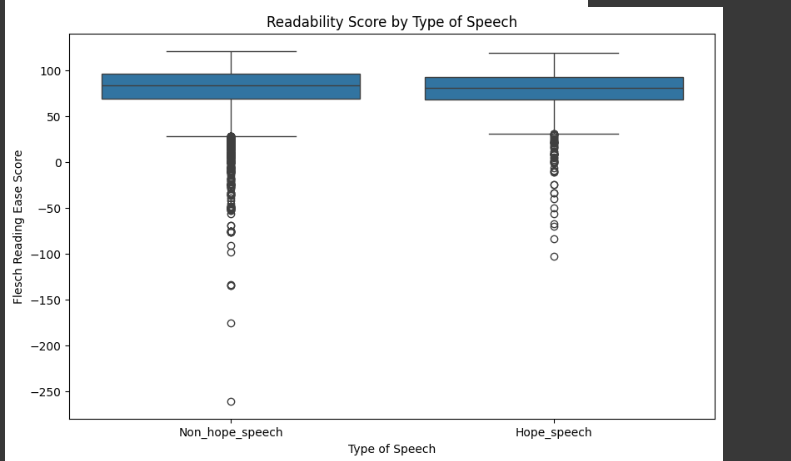 Readability Score by Type of Speech
100
50
0
−50
−100
−150
−200
−250
Flesch Reading Ease Score
Non_hope_speech
Hope_speech
Type of Speech